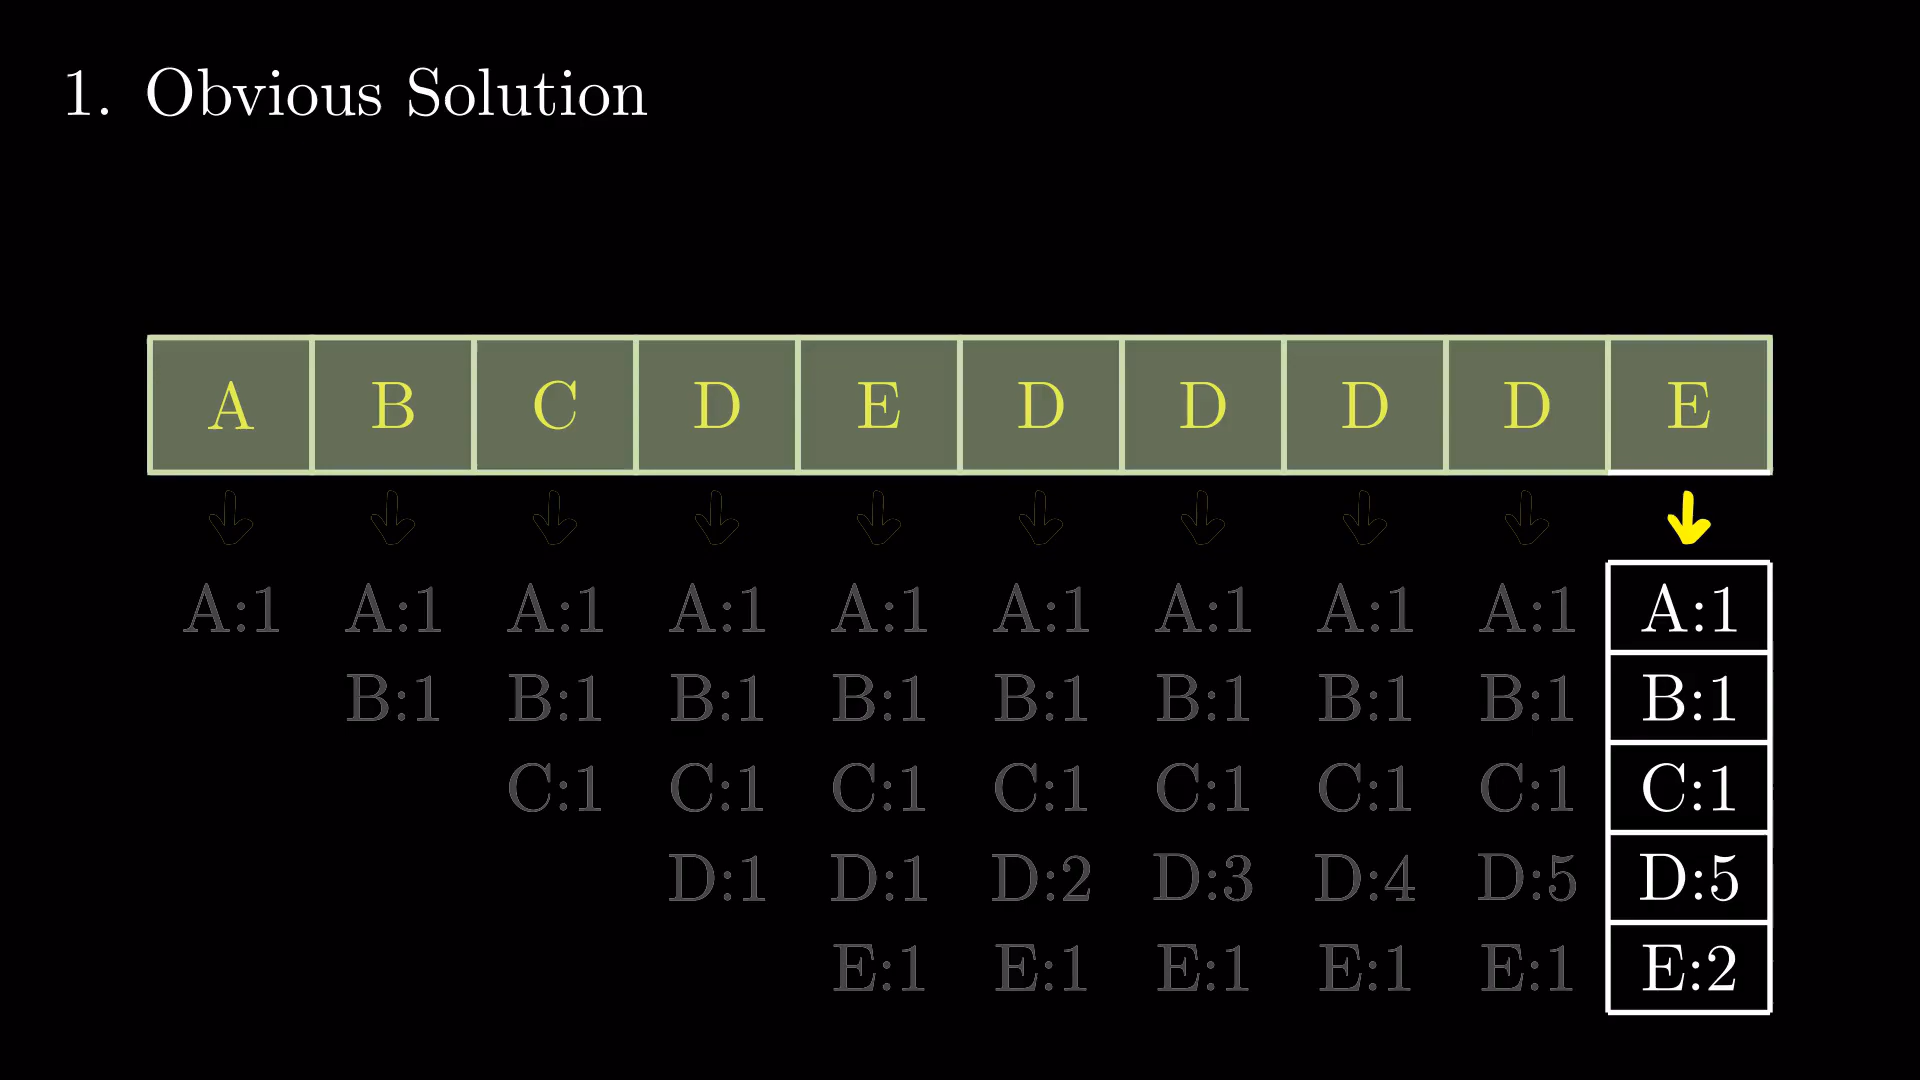 1. Obvious Solution
A B C D E D D D D E
A:1 A:1 A:1 A:1 A:1 A:1 A:1 A:1 A:1 A:1
B:1 B:1 B:1 B:1 B:1 B:1 B:1 B:1 B:1
C:1 C:1 C:1 C:1 C:1 C:1 C:1 C:1
D:1 D:1 D:2 D:3 D:4 D:5 D:5
E:1 E:1 E:1 E:1 E:1 E:2